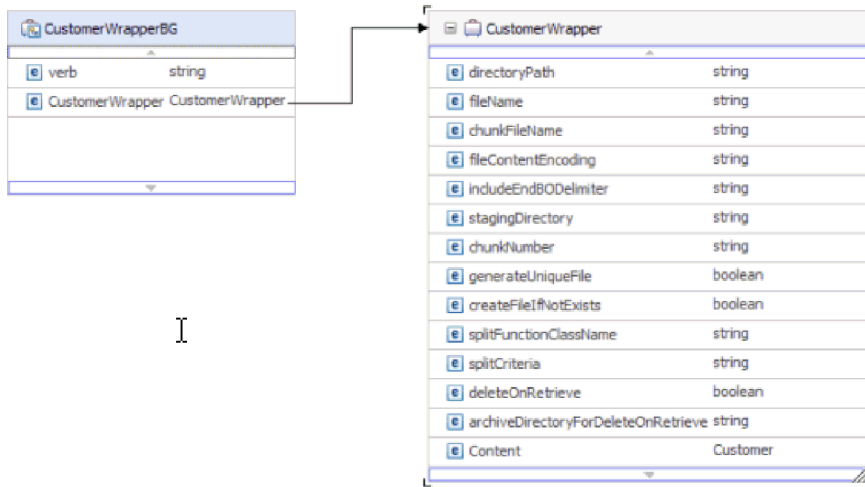 CustomerWrapperBG
verb string
CustomerWrapper CustomerWrapper
CustomerWrapper
directoryPath string
fileName string
chunkFileName string
fileContentEncoding string
includeEndBODelimiter string
stagingDirectory string
chunkNumber string
generateUniqueFile boolean
createFileIfNotExists boolean
splitFunctionClassName string
splitCriteria string
deleteOnRetrieve boolean
archiveDirectoryForDeleteOnRetrieve string
Content Customer